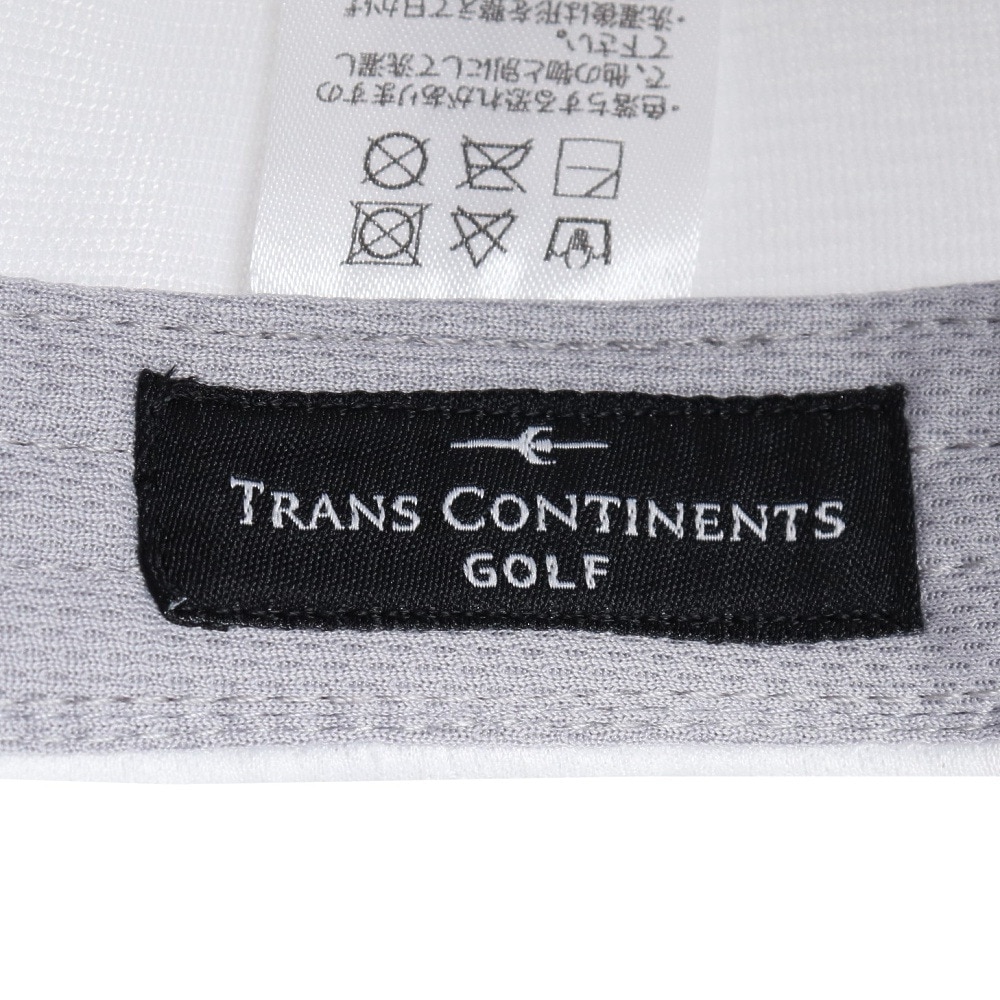 ・色落ちする恐れがありますの
で、他の物と別にして洗濯し
て下さい。
・洗濯後は形を整えて日かげ
TRANS CONTINENTS
GOLF